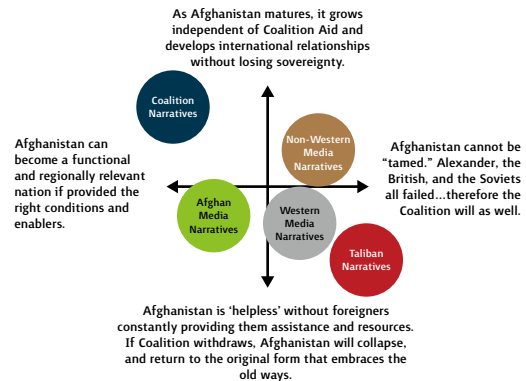 As Afghanistan matures, it grows
independent of Coalition Aid and
develops international relationships
without losing sovereignty.
Coalition
Narratives
Non-Western
Media
Narratives
Afghanistan can
become a functional
and regionally relevant
nation if provided the
right conditions and
enablers.
Afghanistan cannot be
“tamed.” Alexander, the
British, and the Soviets
all failed...therefore the
Coalition will as well.
Afghan
Media
Narratives
Western
Media
Narratives
Taliban
Narratives
Afghanistan is ‘helpless’ without foreigners
constantly providing them assistance and resources.
If Coalition withdraws, Afghanistan will collapse,
and return to the original form that embraces the
old ways.